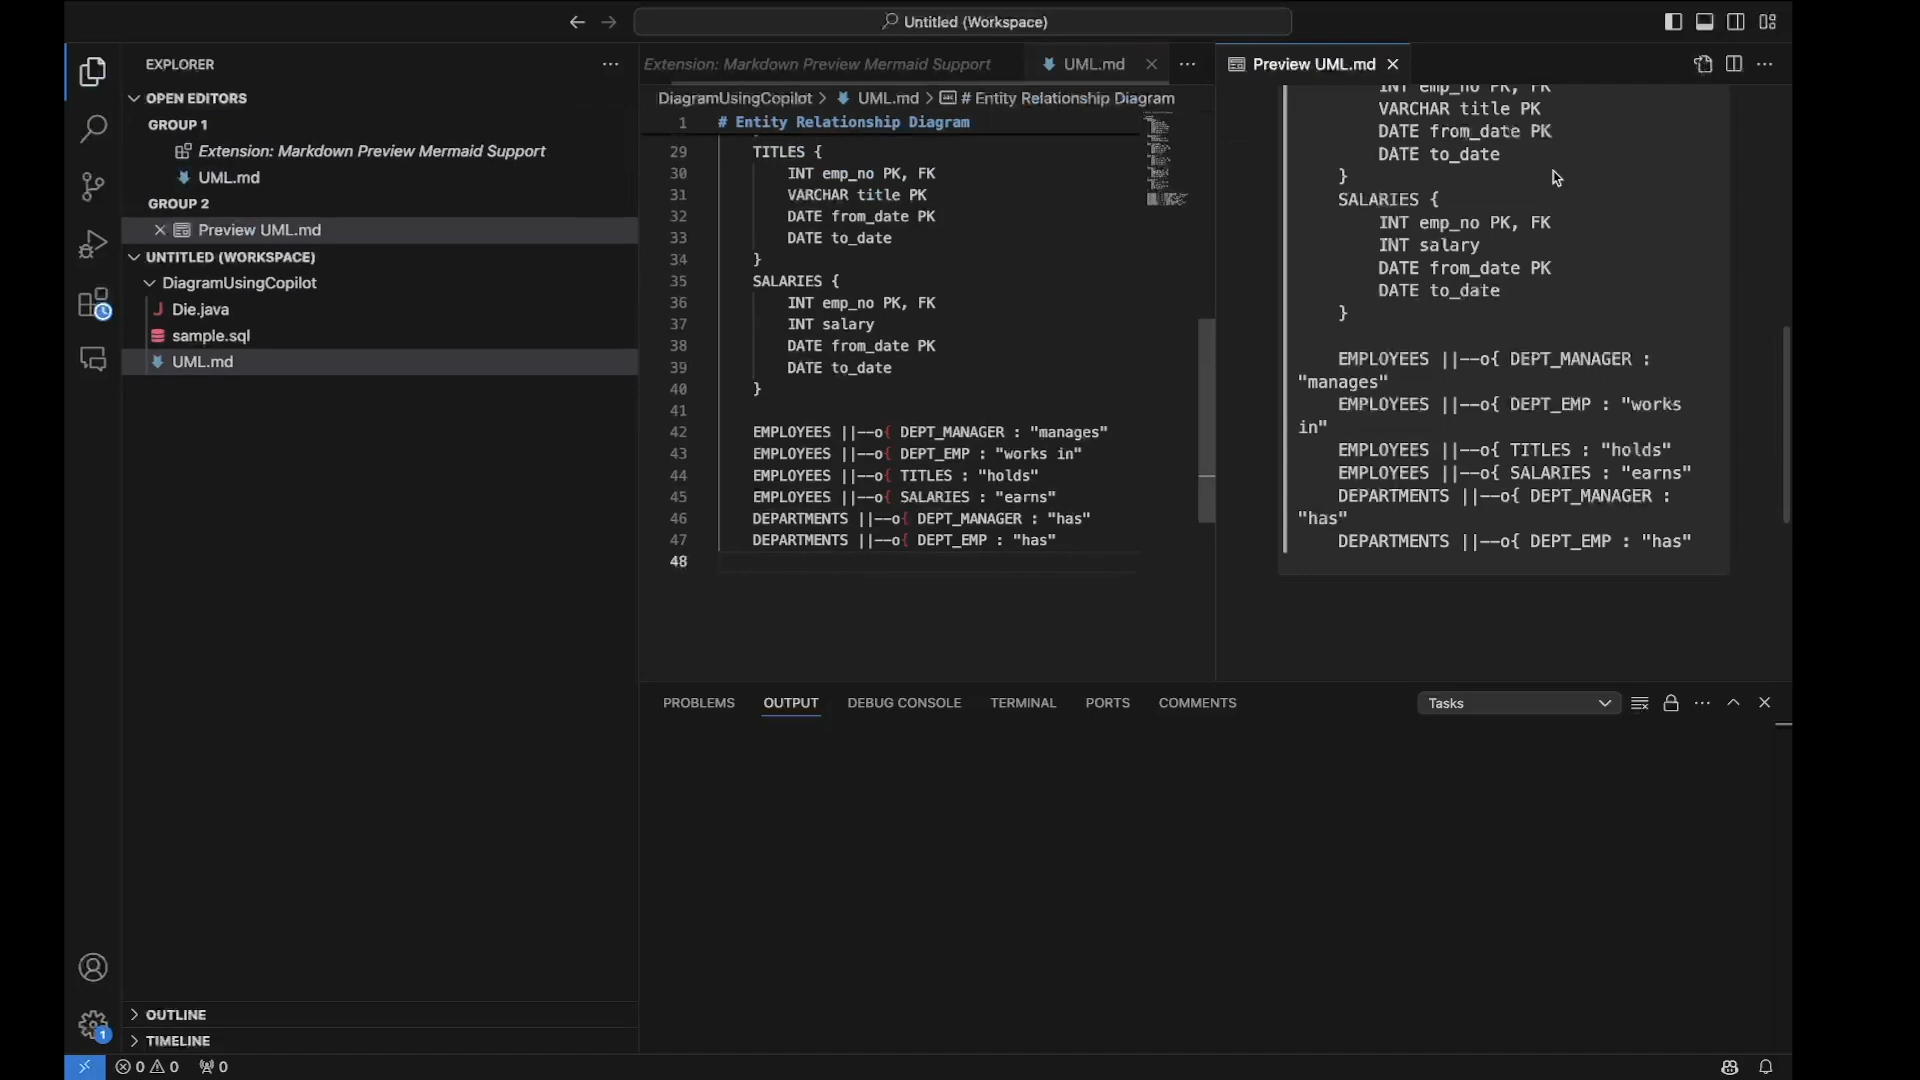 Untitled (Workspace)
EXPLORER
OPEN EDITORS
GROUP 1
Extension: Markdown Preview Mermaid Support
UML.md
GROUP 2
Preview UML.md
UNTITLED (WORKSPACE)
DiagramUsingCopilot
J Die.java
sample.sql
UML.md
OUTLINE
TIMELINE
Extension: Markdown Preview Mermaid Support
UML.md
DiagramUsingCopilot > UML.md > # Entity Relationship Diagram
1 # Entity Relationship Diagram
29 TITLES {
30 INT emp_no PK, FK
31 VARCHAR title PK
32 DATE from_date PK
33 DATE to_date
34 }
35 SALARIES {
36 INT emp_no PK, FK
37 INT salary
38 DATE from_date PK
39 DATE to_date
40 }
41
42 EMPLOYEES ||--o{ DEPT_MANAGER : "manages"
43 EMPLOYEES ||--o{ DEPT_EMP : "works in"
44 EMPLOYEES ||--o{ TITLES : "holds"
45 EMPLOYEES ||--o{ SALARIES : "earns"
46 DEPARTMENTS ||--o{ DEPT_MANAGER : "has"
47 DEPARTMENTS ||--o{ DEPT_EMP : "has"
48
Preview UML.md
INT emp_no PK, FK
VARCHAR title PK
DATE from_date PK
DATE to_date
}
SALARIES {
INT emp_no PK, FK
INT salary
DATE from_date PK
DATE to_date
}
EMPLOYEES ||--o{ DEPT_MANAGER :
"manages"
EMPLOYEES ||--o{ DEPT_EMP : "works
in"
EMPLOYEES ||--o{ TITLES : "holds"
EMPLOYEES ||--o{ SALARIES : "earns"
DEPARTMENTS ||--o{ DEPT_MANAGER :
"has"
DEPARTMENTS ||--o{ DEPT_EMP : "has"
PROBLEMS OUTPUT DEBUG CONSOLE TERMINAL PORTS COMMENTS
Tasks
1
0 0 0